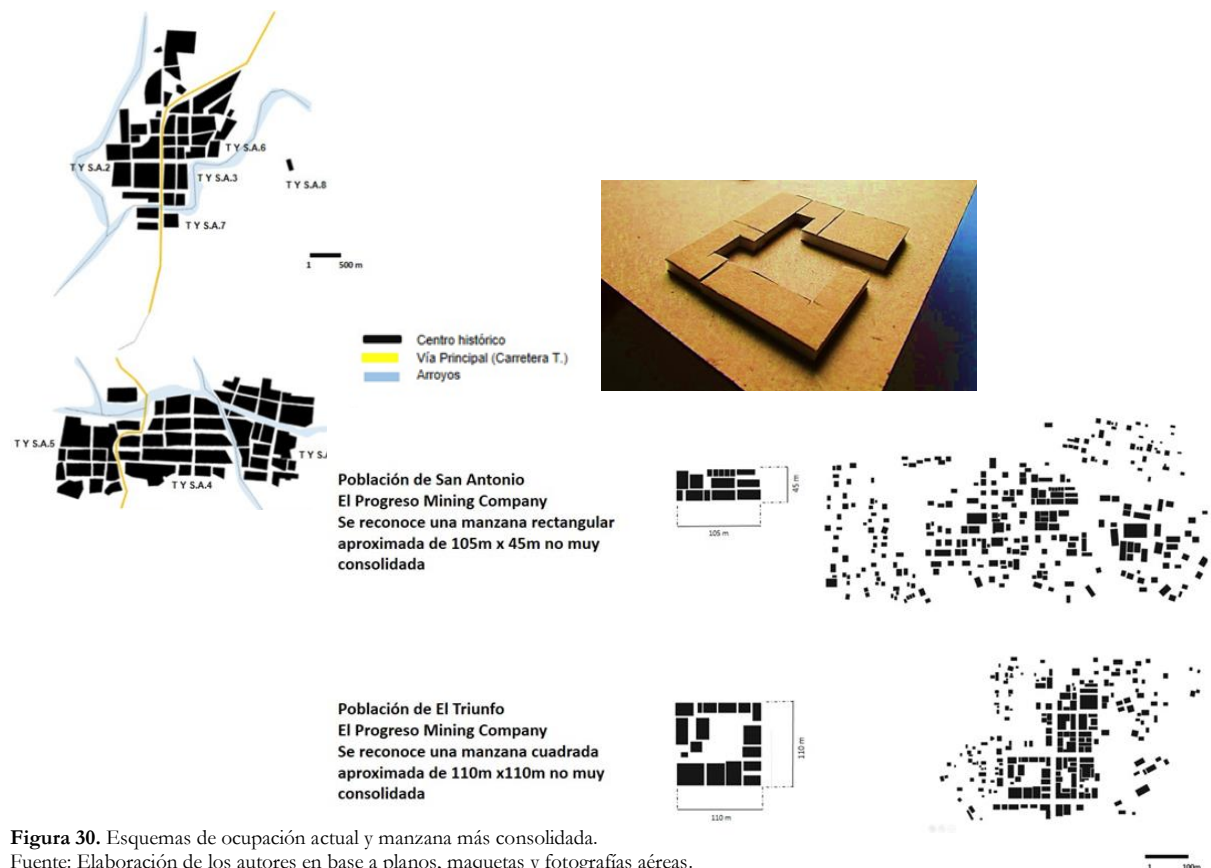 T Y S.A.6
T Y S.A.2
T Y S.A.3
T Y S.A.8
T Y S.A.7
1 500 m
Centro histórico
Vía Principal (Carretera T.)
Arroyos
T Y S.A.5
T Y S.
T Y S.A.4
Población de San Antonio
El Progreso Mining Company
Se reconoce una manzana rectangular
aproximada de 105m x 45m no muy
consolidada
45 m
105 m
Población de El Triunfo
El Progreso Mining Company
Se reconoce una manzana cuadrada
aproximada de 110m x110m no muy
consolidada
110 m
110 m
1 100m
Figura 30. Esquemas de ocupación actual y manzana más consolidada.
Fuente: Elaboración de los autores en base a planos, maquetas y fotografías aéreas.